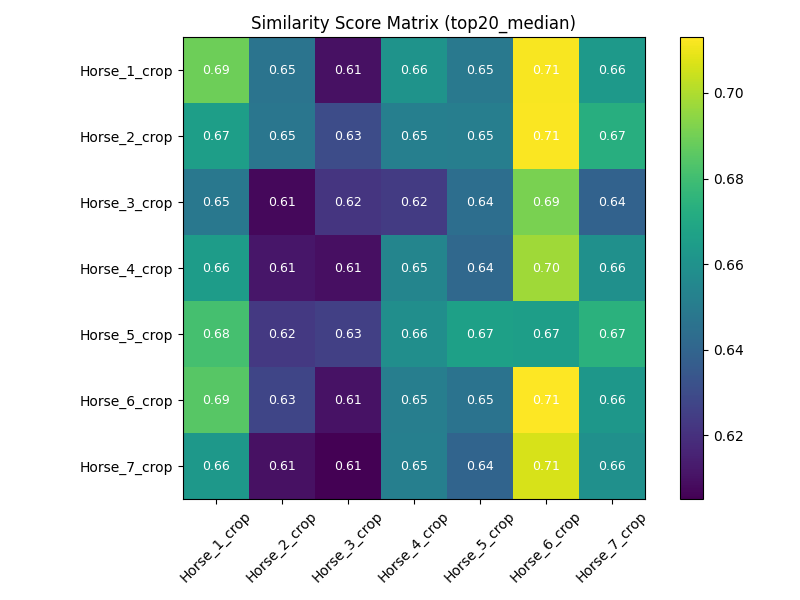 Similarity Score Matrix (top20_median)
Horse_1_crop 0.69 0.65 0.61 0.66 0.65 0.71 0.66
Horse_2_crop 0.67 0.65 0.63 0.65 0.65 0.71 0.67
Horse_3_crop 0.65 0.61 0.62 0.62 0.64 0.69 0.64
Horse_4_crop 0.66 0.61 0.61 0.65 0.64 0.70 0.66
Horse_5_crop 0.68 0.62 0.63 0.66 0.67 0.67 0.67
Horse_6_crop 0.69 0.63 0.61 0.65 0.65 0.71 0.66
Horse_7_crop 0.66 0.61 0.61 0.65 0.64 0.71 0.66
Horse_1_crop Horse_2_crop Horse_3_crop Horse_4_crop Horse_5_crop Horse_6_crop Horse_7_crop
0.70
0.68
0.66
0.64
0.62